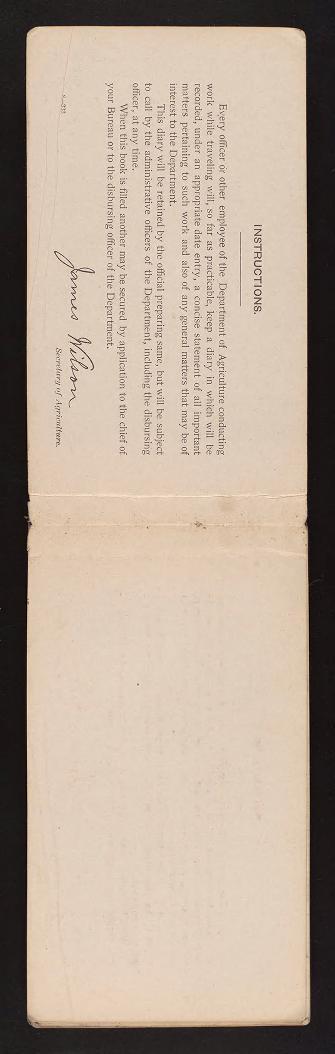 INSTRUCTIONS.
Every officer or other employee of the Department of Agriculture conducting
work while traveling will, so far as practicable, keep a diary in which will be
recorded, under an appropriate date entry, a concise statement of all important
matters pertaining to such work and also of any general matters that may be of
interest to the Department.
This diary will be retained by the official preparing same, but will be subject
to call by the administrative officers of the Department, including the disbursing
officer, at any time.
When this book is filled another may be secured by application to the chief of
your Bureau or to the disbursing officer of the Department.
James Wilson
Secretary of Agriculture.